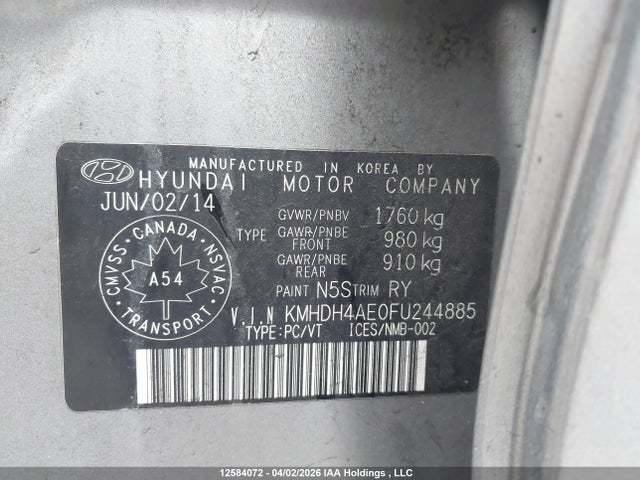 MANUFACTURED IN KOREA BY
HYUNDAI MOTOR COMPANY
JUN/02/14
GVWR/PNBV 1760 kg
TYPE
GAWR/PNBE FRONT 980 kg
GAWR/PNBE REAR 910 kg
CMVSS · CANADA · NSVAC
A54
TRANSPORT
PAINT N5S TRIM RY
V.I.N KMHDH4AE0FU244885
TYPE:PC/VT ICES/NMB-002
12584072 - 04/02/2026 IAA Holdings , LLC